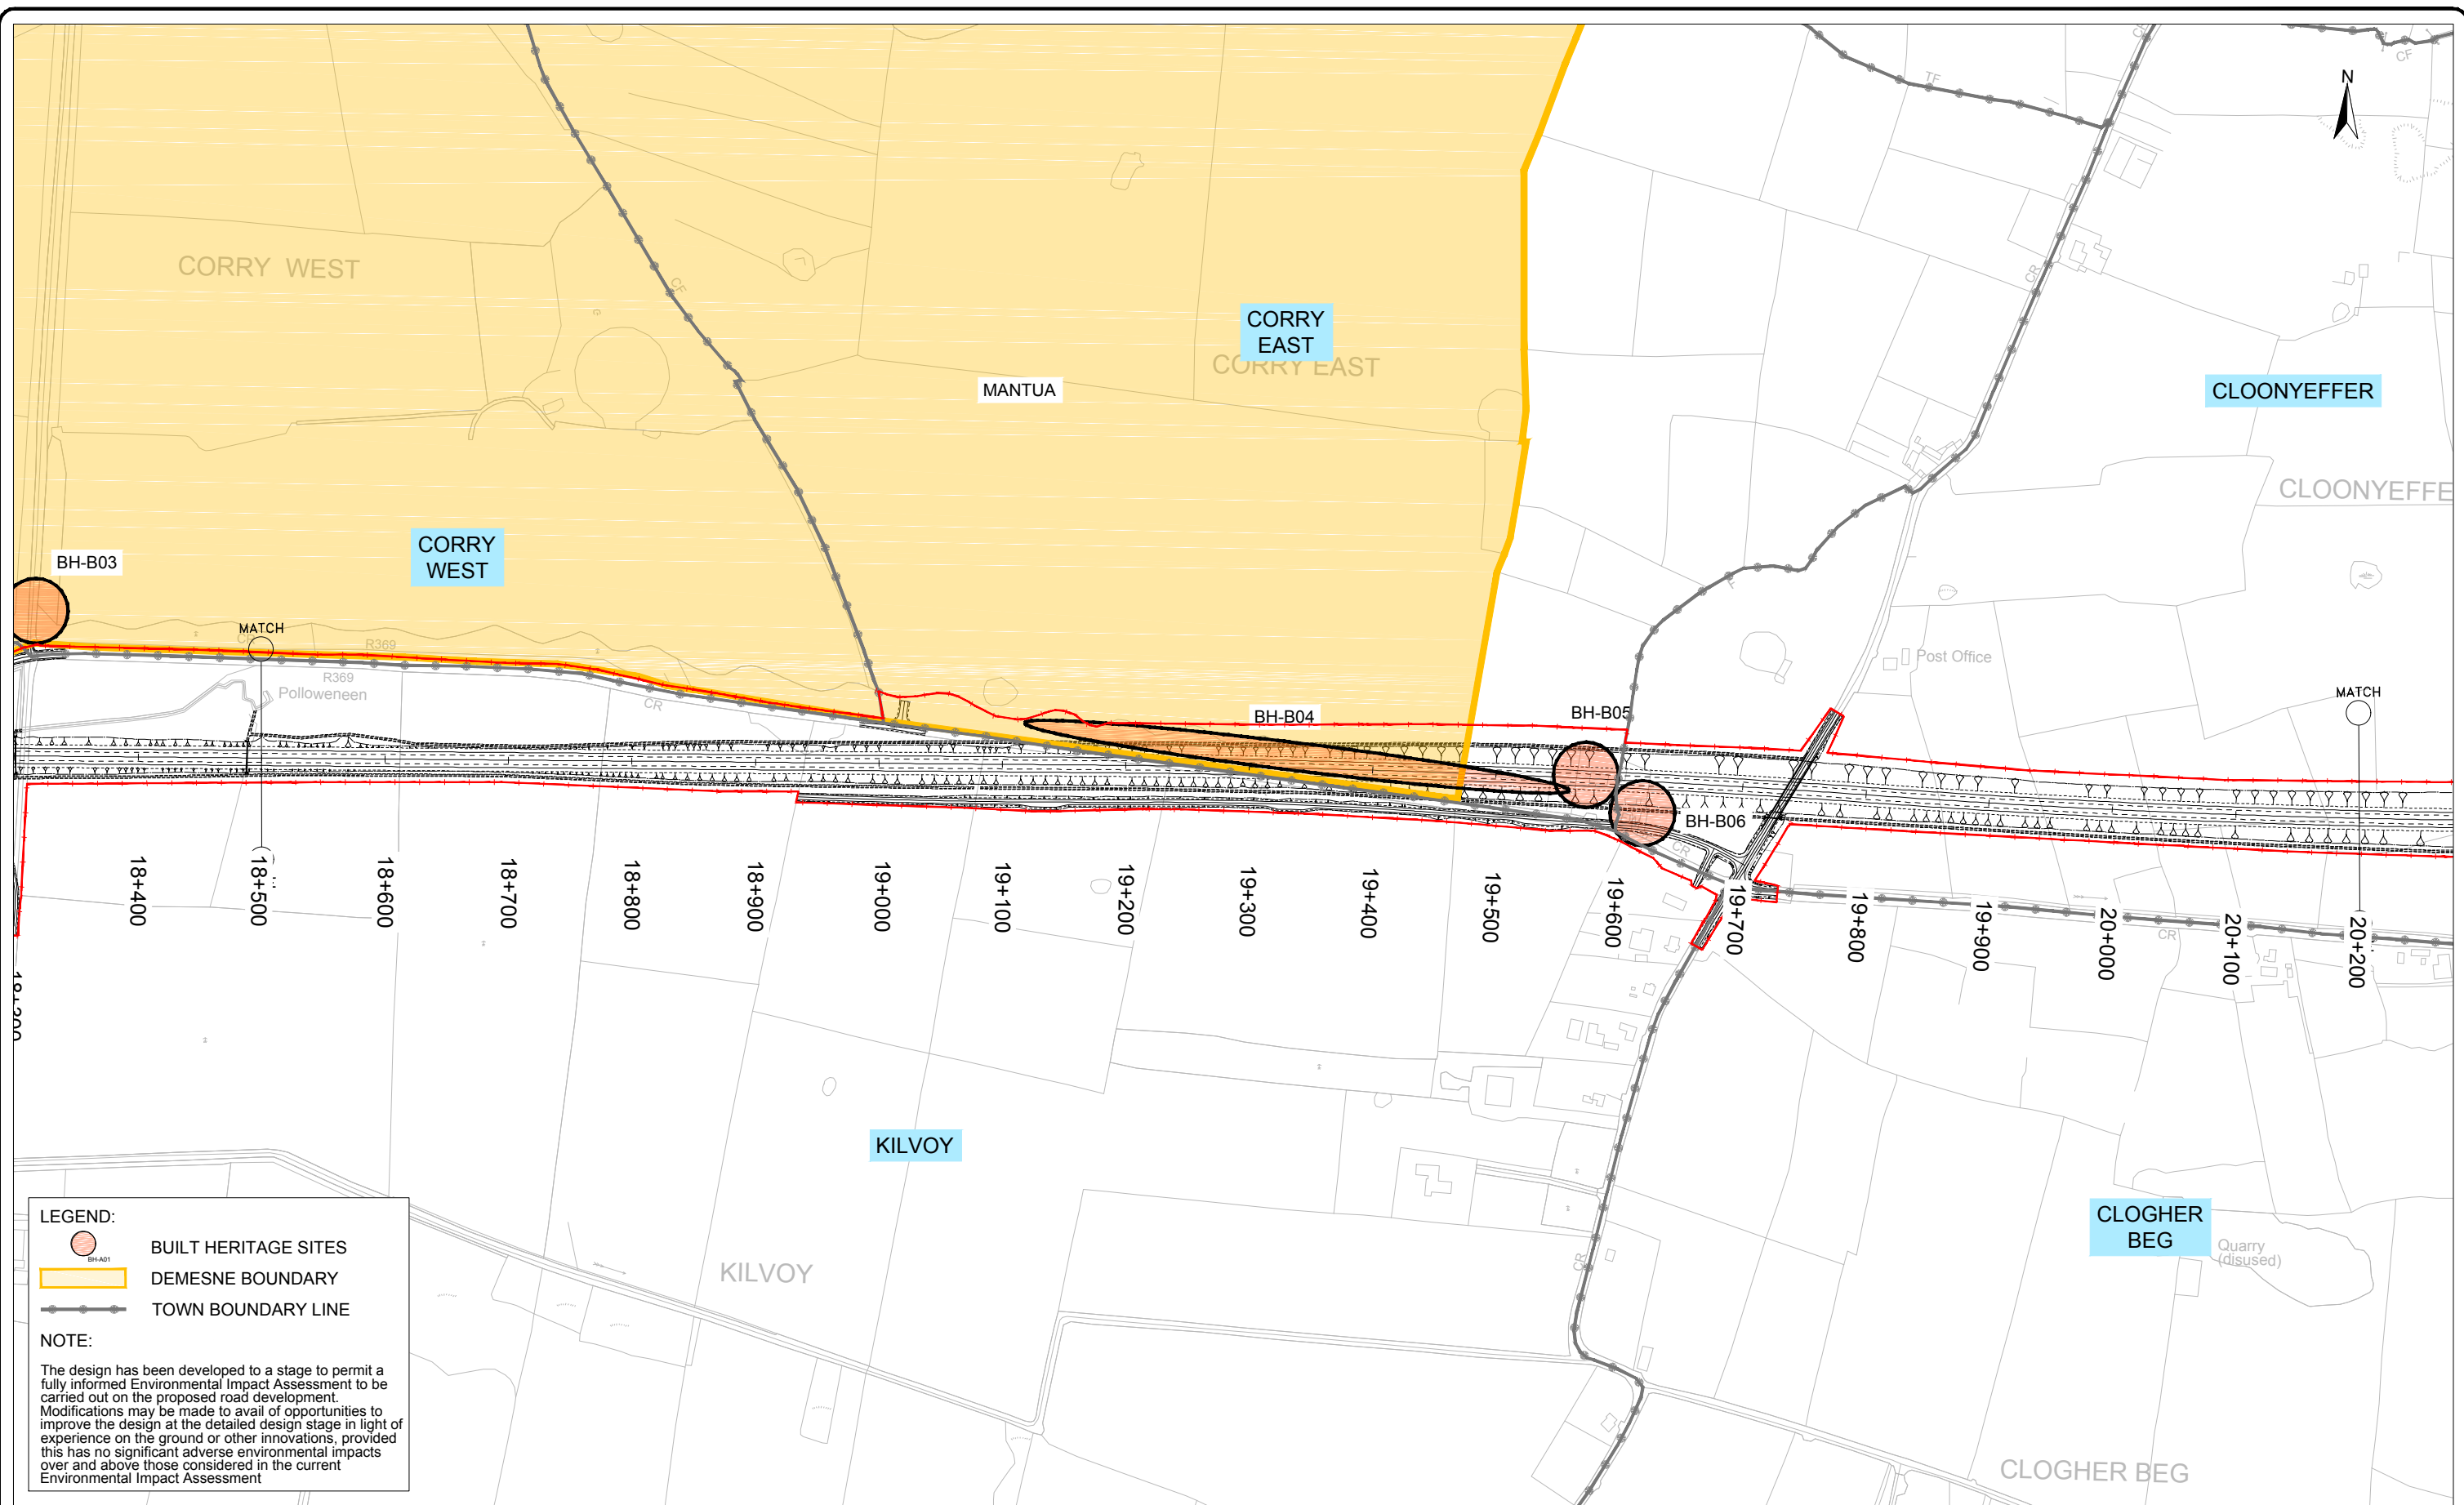 N
TF
CF
CR
CORRY WEST
CF
CORRY
EAST
CORRY EAST
MANTUA
CLOONYEFFER
CLOONYEFFE
CORRY
WEST
BH-B03
MATCH
R369
R369
Polloweneen
CR
Post Office
MATCH
BH-B04
BH-B05
BH-B06
CR
CR
18+400
18+500
18+600
18+700
18+800
18+900
19+000
19+100
19+200
19+300
19+400
19+500
19+600
19+700
19+800
19+900
20+000
20+100
20+200
18+300
KILVOY
KILVOY
CLOGHER
BEG
Quarry
(disused)
CR
CLOGHER BEG
LEGEND:
BH-A01
BUILT HERITAGE SITES
DEMESNE BOUNDARY
TOWN BOUNDARY LINE
NOTE:
The design has been developed to a stage to permit a
fully informed Environmental Impact Assessment to be
carried out on the proposed road development.
Modifications may be made to avail of opportunities to
improve the design at the detailed design stage in light of
experience on the ground or other innovations, provided
this has no significant adverse environmental impacts
over and above those considered in the current
Environmental Impact Assessment